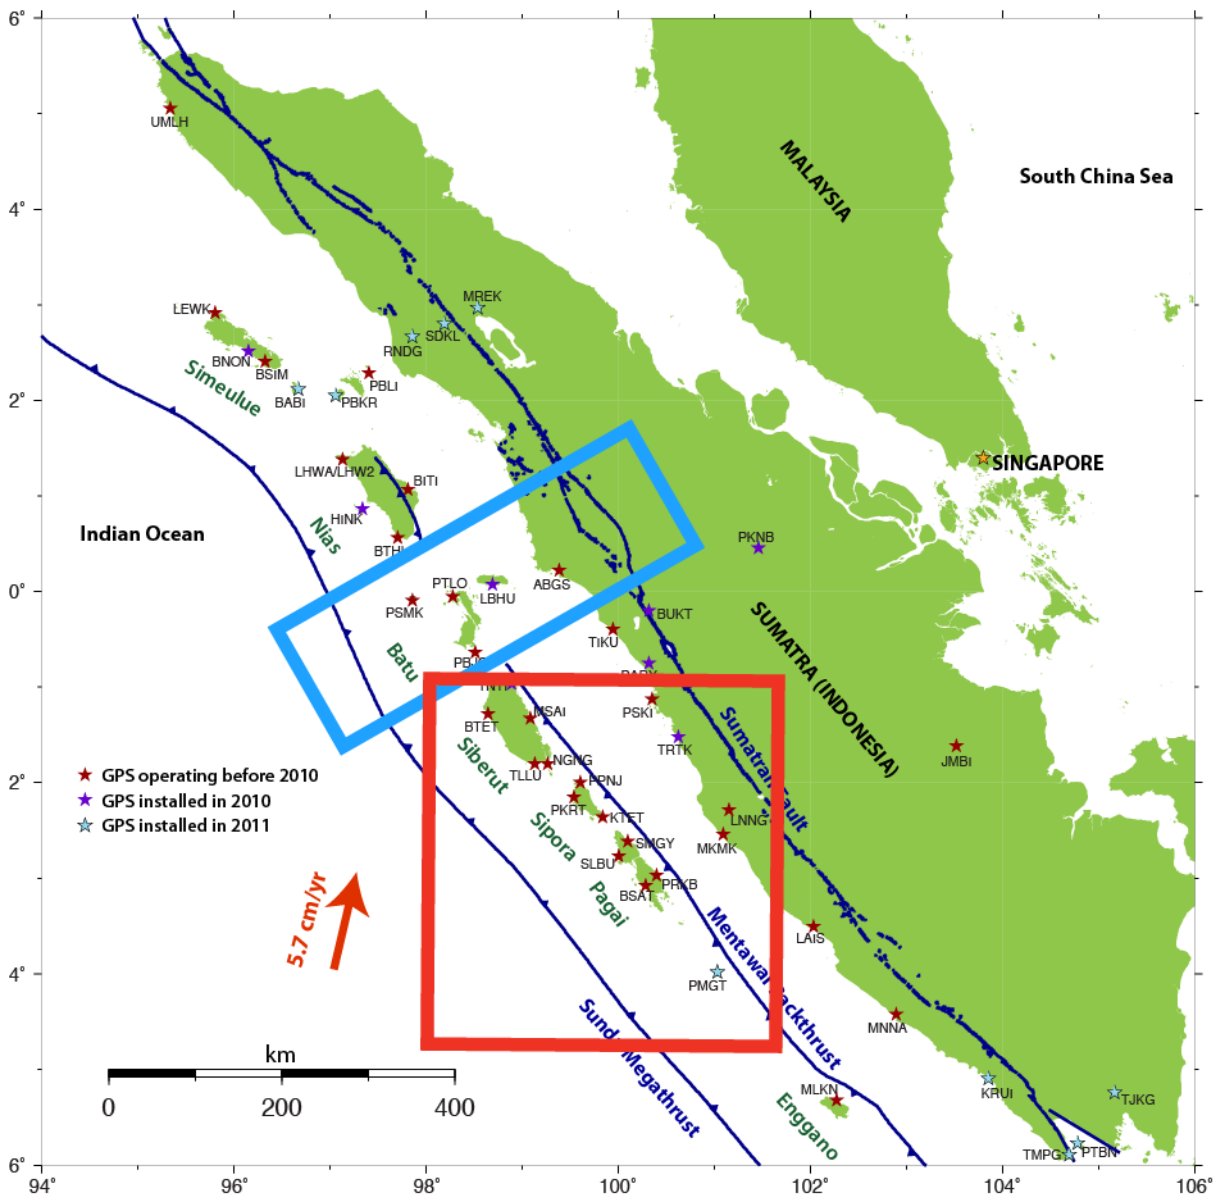 6°
4°
2°
0°
2°
4°
6°
94°
96°
98°
100°
102°
104°
106°
UMLH
MALAYSIA
South China Sea
LEWK
MREK
SDKL
RNDG
BNON
BSIM
Simeulue
BABI
PBLI
PBKR
LHWA/LHW2
BITI
HINK
Nias
BTHL
Indian Ocean
SINGAPORE
PKNB
PTLO
LBHU
ABGS
PSMK
BUKT
TIKU
SUMATRA (INDONESIA)
Batu
PSKI
BTET
MSAI
TRTK
Sumatran Fault
JMBI
Siberut
NGNG
TLLU
PPNJ
PKRT
KTET
LNNG
MKMK
Sipora
SMGY
SLBU
PRKB
BSAT
Pagai
GPS operating before 2010
GPS installed in 2010
GPS installed in 2011
5.7 cm/yr
LAIS
PMGT
MNNA
Mentawai Backthrust
Sunda Megathrust
km
0
200
400
MLKN
Enggano
KRUI
TJKG
TMPG
PTBN